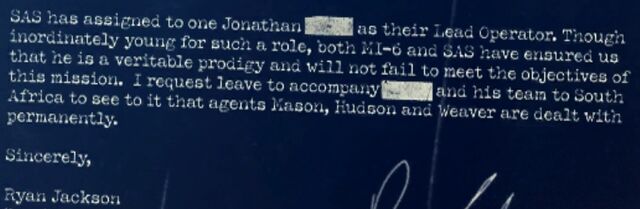 SAS has assigned to one Jonathan as their Lead Operator. Though
inordinately young for such a role, both MI-6 and SAS have ensured us
that he is a veritable prodigy and will not fail to meet the objectives of
this mission. I request leave to accompany and his team to South
Africa to see to it that agents Mason, Hudson and Weaver are dealt with
permanently.
Sincerely,
Ryan Jackson